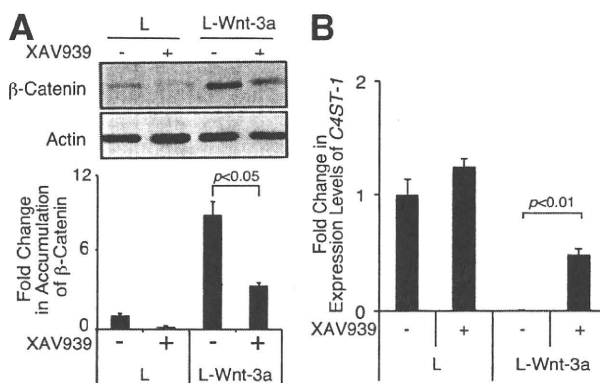 A
L L-Wnt-3a
XAV939 - + - +
β-Catenin
Actin
Fold Change
in Accumulation
of β-Catenin
12
6
0
p<0.05
XAV939 - + - +
L L-Wnt-3a
B
Fold Change in
Expression Levels of C4ST-1
2
1
0
p<0.01
XAV939 - + - +
L L-Wnt-3a